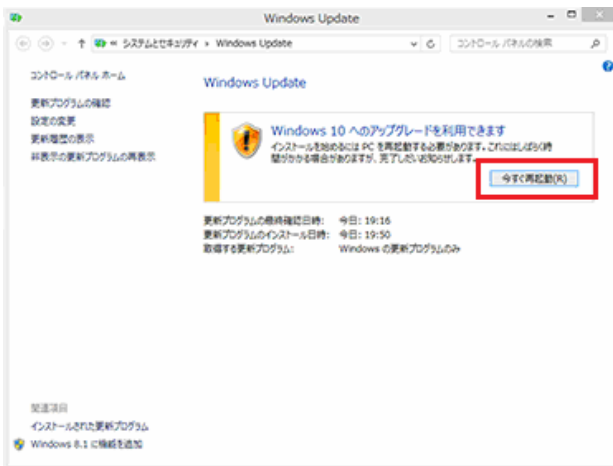 Windows Update
« システムとセキュリティ › Windows Update
コントロール パネルの検索
コントロール パネル ホーム
更新プログラムの確認
設定の変更
更新履歴の表示
非表示の更新プログラムの再表示
Windows Update
Windows 10 へのアップグレードを利用できます
インストールを始めるには PC を再起動する必要があります。これにはしばらく時
間がかかる場合がありますが、完了したらお知らせします。
今すぐ再起動(R)
更新プログラムの最終確認日時: 今日: 19:16
更新プログラムのインストール日時: 今日: 19:50
取得する更新プログラム: Windows の更新プログラムのみ
関連項目
インストールされた更新プログラム
Windows 8.1 に機能を追加